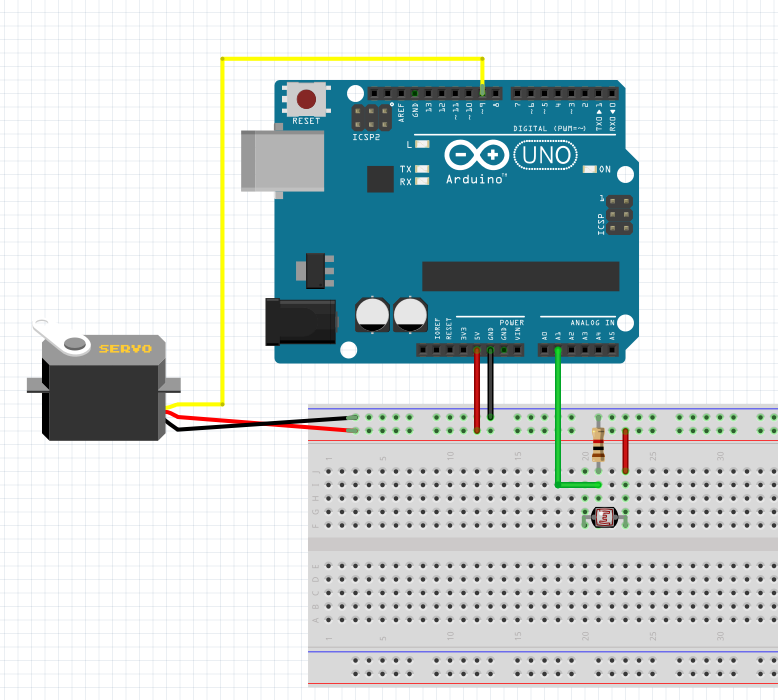 RESET
ICSP2
AREF
GND
13
12
~11
~10
~9
8
7
~6
~5
4
~3
2
TX0▶1
RX0◀0
DIGITAL (PWM=~)
L
TX
RX
UNO
Arduino™
ON
1
ICSP
POWER
ANALOG IN
IOREF
RESET
3V3
5V
GND
GND
VIN
A0
A1
A2
A3
A4
A5
SERVO
1
5
10
15
20
25
30
J
I
H
G
F
E
D
C
B
A
1
5
10
15
20
25
30